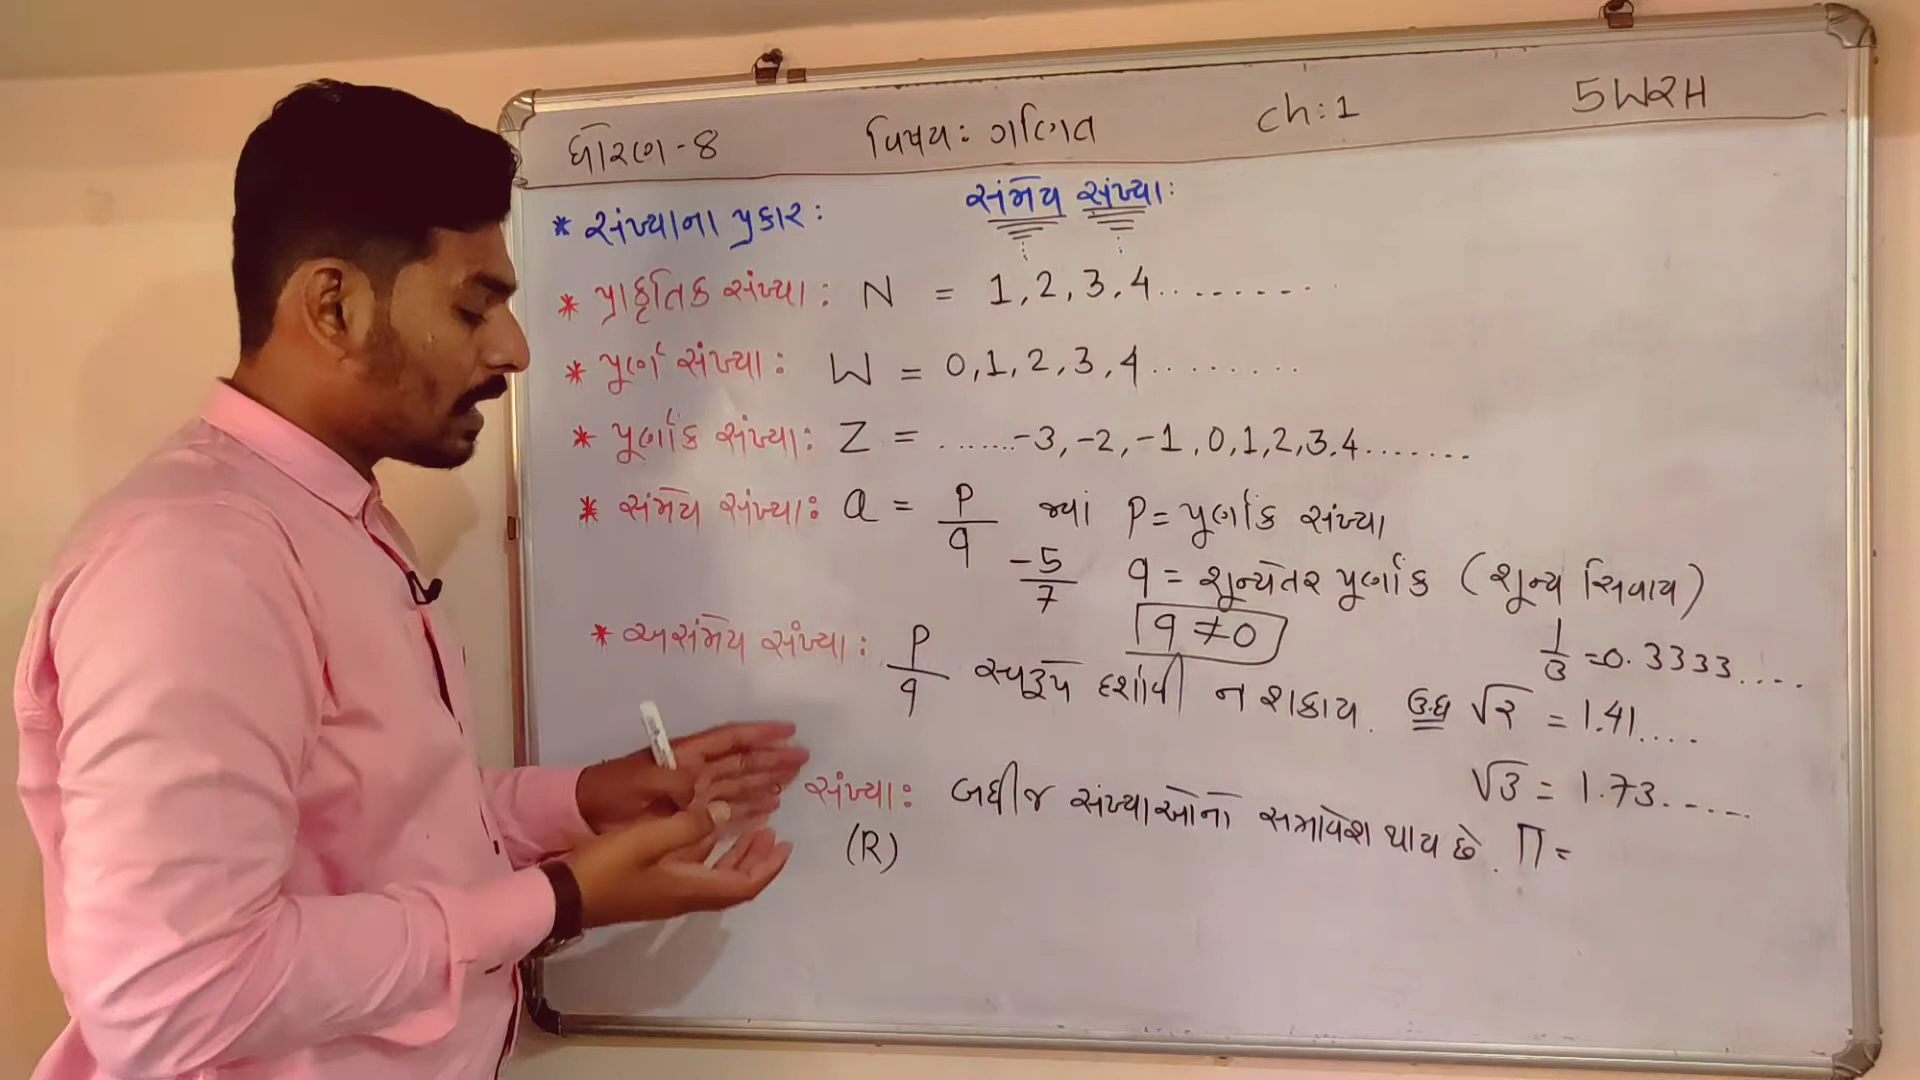 ધોરણ-8 વિષય: ગણિત ch:1 5W2H
સંમેય સંખ્યા:
* સંખ્યાના પ્રકાર:
* પ્રાકૃતિક સંખ્યા: N = 1,2,3,4.........
* પૂર્ણ સંખ્યા: W = 0,1,2,3,4........
* પૂર્ણાંક સંખ્યા: Z = ......-3, -2, -1, 0,1,2,3,4.......
* સંમેય સંખ્યા: Q = p/q જ્યાં P = પૂર્ણાંક સંખ્યા
-5/7 q = શૂન્યેતર પૂર્ણાંક (શૂન્ય સિવાય)
q ≠ 0
1/3 = 0.3333....
* અસંમેય સંખ્યા: p/q સ્વરૂપે દર્શાવી ન શકાય. ઉ.દા √2 = 1.41....
√3 = 1.73.....
સંખ્યા: બધીજ સંખ્યાઓનો સમાવેશ થાય છે. π =
(R)